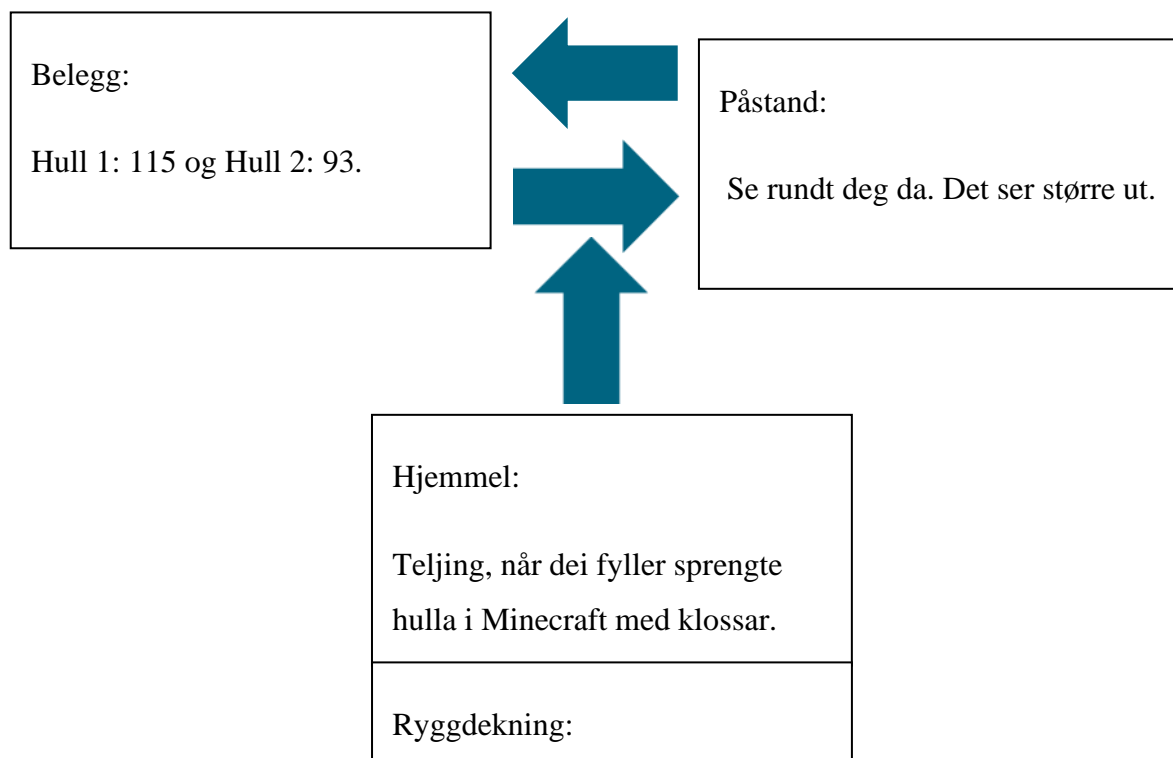 Belegg:
Hull 1: 115 og Hull 2: 93.
Påstand:
Se rundt deg da. Det ser større ut.
Hjemmel:
Teljing, når dei fyller sprengte
hulla i Minecraft med klossar.
Ryggdekning: